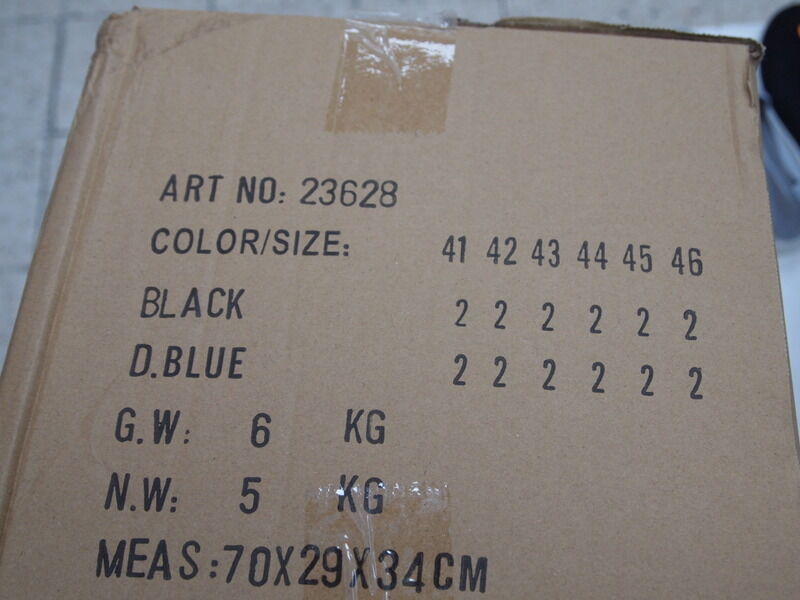 ART NO: 23628
COLOR/SIZE: 41 42 43 44 45 46
BLACK 2 2 2 2 2 2
D.BLUE 2 2 2 2 2 2
G.W: 6 KG
N.W: 5 KG
MEAS:70X29X34CM